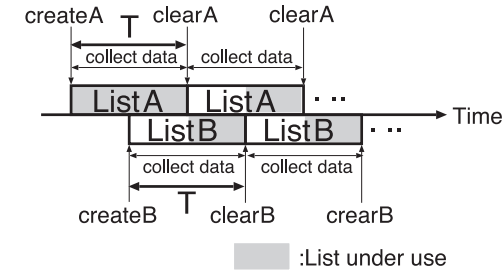 createA clearA clearA
T
collect data collect data
ListA ListA ...
Time
ListB ListB ...
collect data collect data
T
createB clearB crearB
:List under use